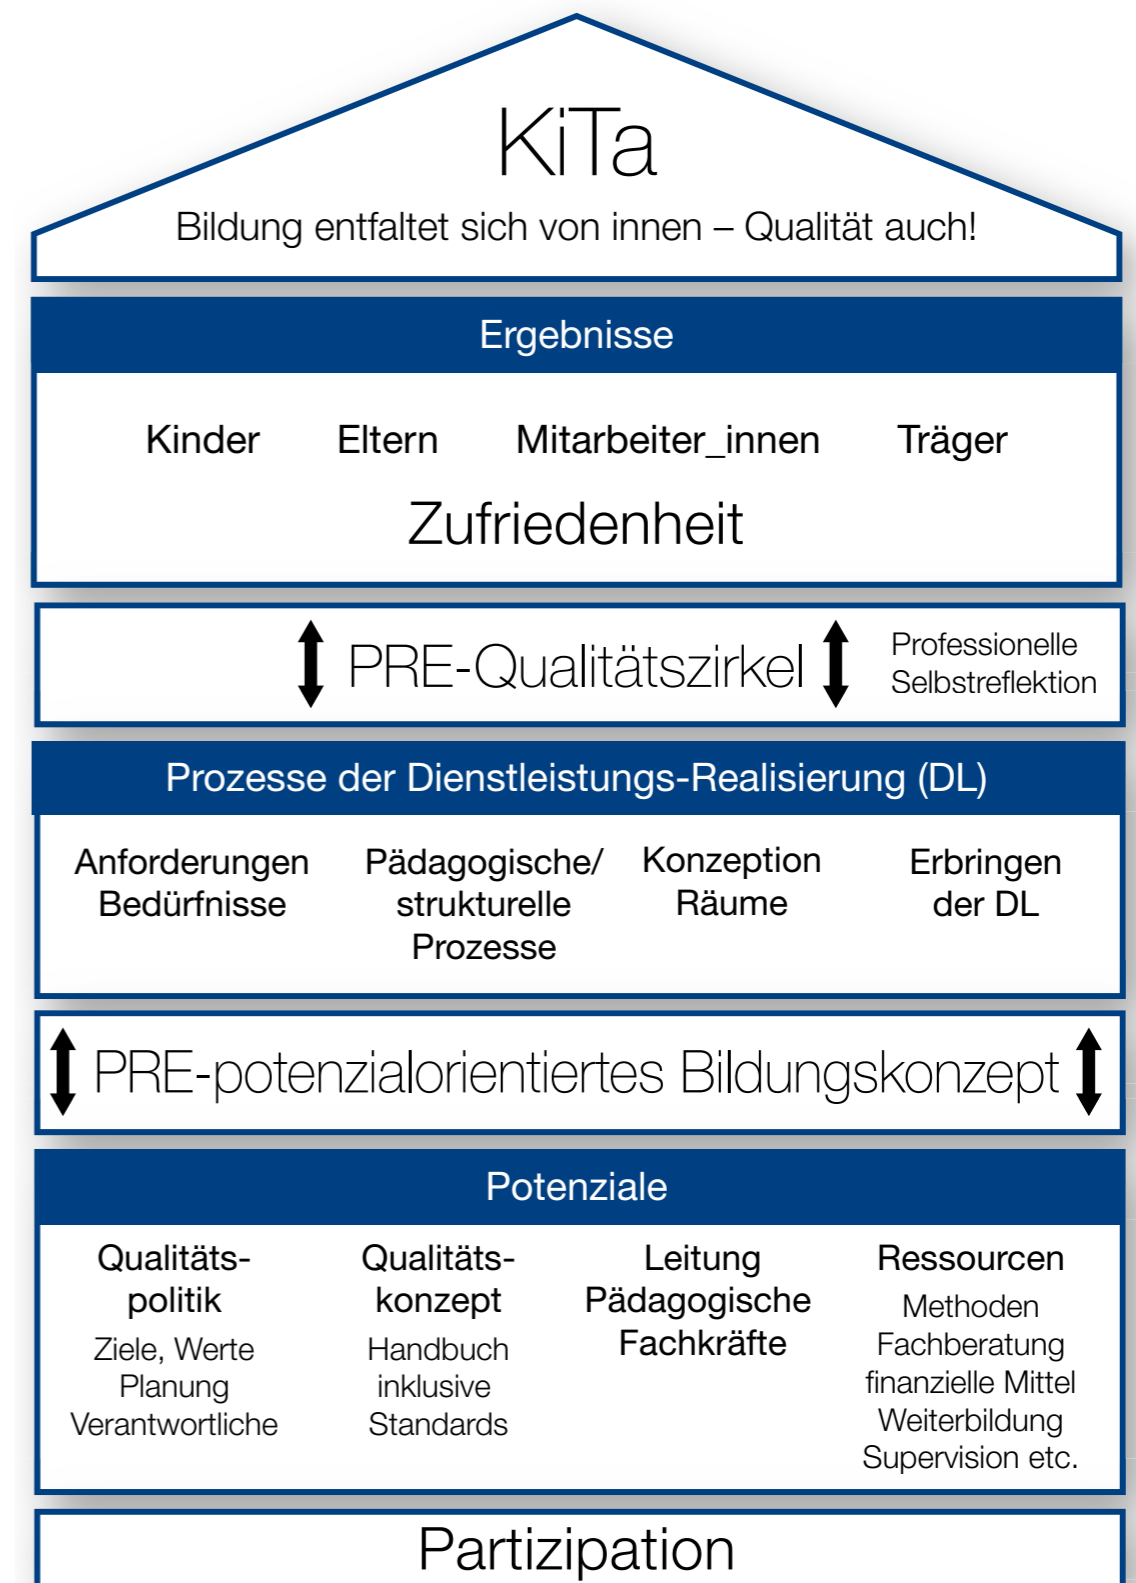 KiTa
Bildung entfaltet sich von innen – Qualität auch!
Ergebnisse
Kinder Eltern Mitarbeiter_innen Träger
Zufriedenheit
PRE-Qualitätszirkel
Professionelle
Selbstreflektion
Prozesse der Dienstleistungs-Realisierung (DL)
Anforderungen
Bedürfnisse
Pädagogische/
strukturelle
Prozesse
Konzeption
Räume
Erbringen
der DL
PRE-potenzialorientiertes Bildungskonzept
Potenziale
Qualitäts-
politik
Ziele, Werte
Planung
Verantwortliche
Qualitäts-
konzept
Handbuch
inklusive
Standards
Leitung
Pädagogische
Fachkräfte
Ressourcen
Methoden
Fachberatung
finanzielle Mittel
Weiterbildung
Supervision etc.
Partizipation